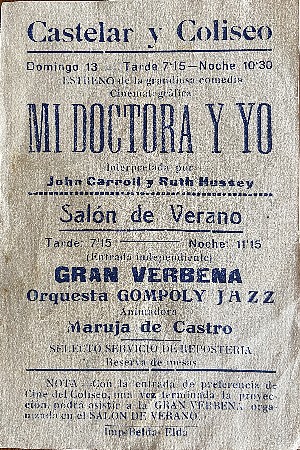 Castelar y Coliseo
Domingo 13 — Tarde 7'15—Noche 10'30
ESTRENO de la grandiosa comedia
Cinematográfica
MI DOCTORA Y YO
Interpretada por
John Carroll y Ruth Hussey
Salón de Verano
Tarde: 7'15 Noche: 11'15
(Entrada independiente)
GRAN VERBENA
Orquesta GOMPOLY JAZZ
Animadora
Maruja de Castro
SELECTO SERVICIO DE REPOSTERIA
Reserva de mesas
NOTA.-Con la entrada de preferencia de
Cine del Coliseo, una vez terminada la proyec-
ción, podrá asistir a la GRAN VERBENA orga-
nizada en el SALON DE VERANO
Imp. Belda-Elda